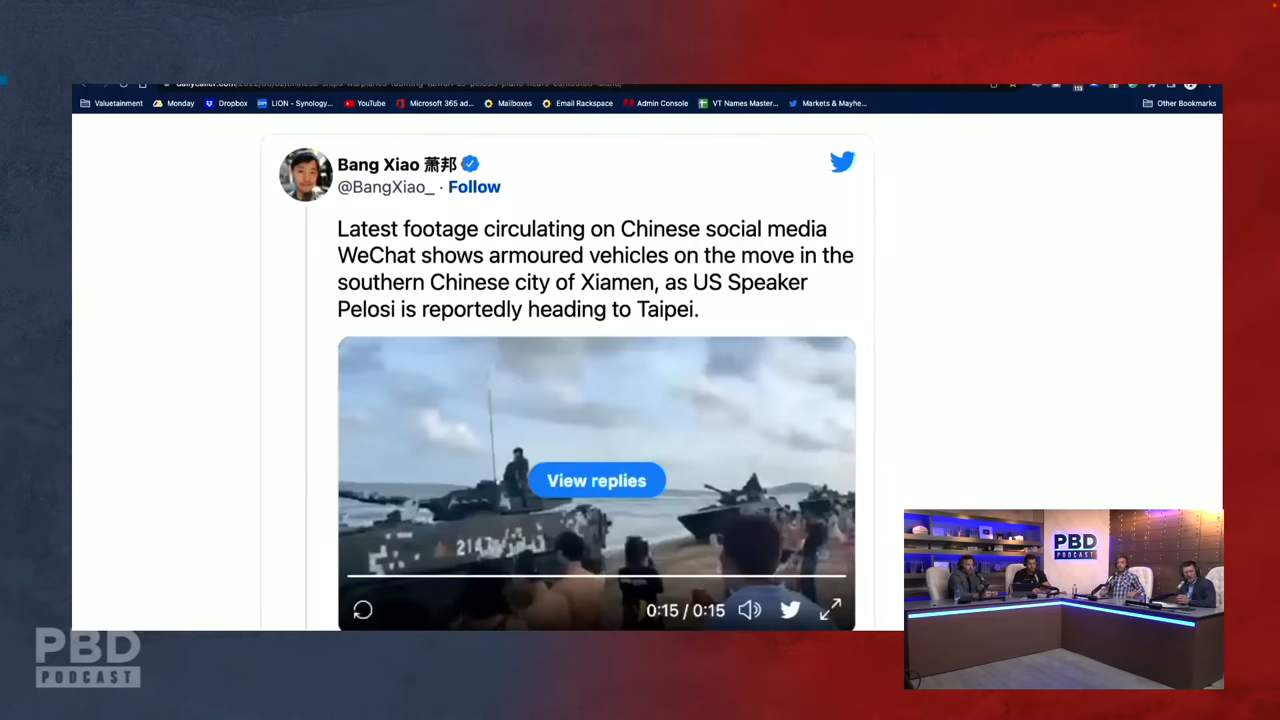 Valuetainment Monday Dropbox LION - Synology... YouTube Microsoft 365 ad... Mailboxes Email Rackspace Admin Console VT Names Master... Markets & Mayhe... Other Bookmarks
Bang Xiao 萧邦
@BangXiao_ · Follow
Latest footage circulating on Chinese social media
WeChat shows armoured vehicles on the move in the
southern Chinese city of Xiamen, as US Speaker
Pelosi is reportedly heading to Taipei.
View replies
0:15 / 0:15
PBD
PODCAST
PBD
PODCAST